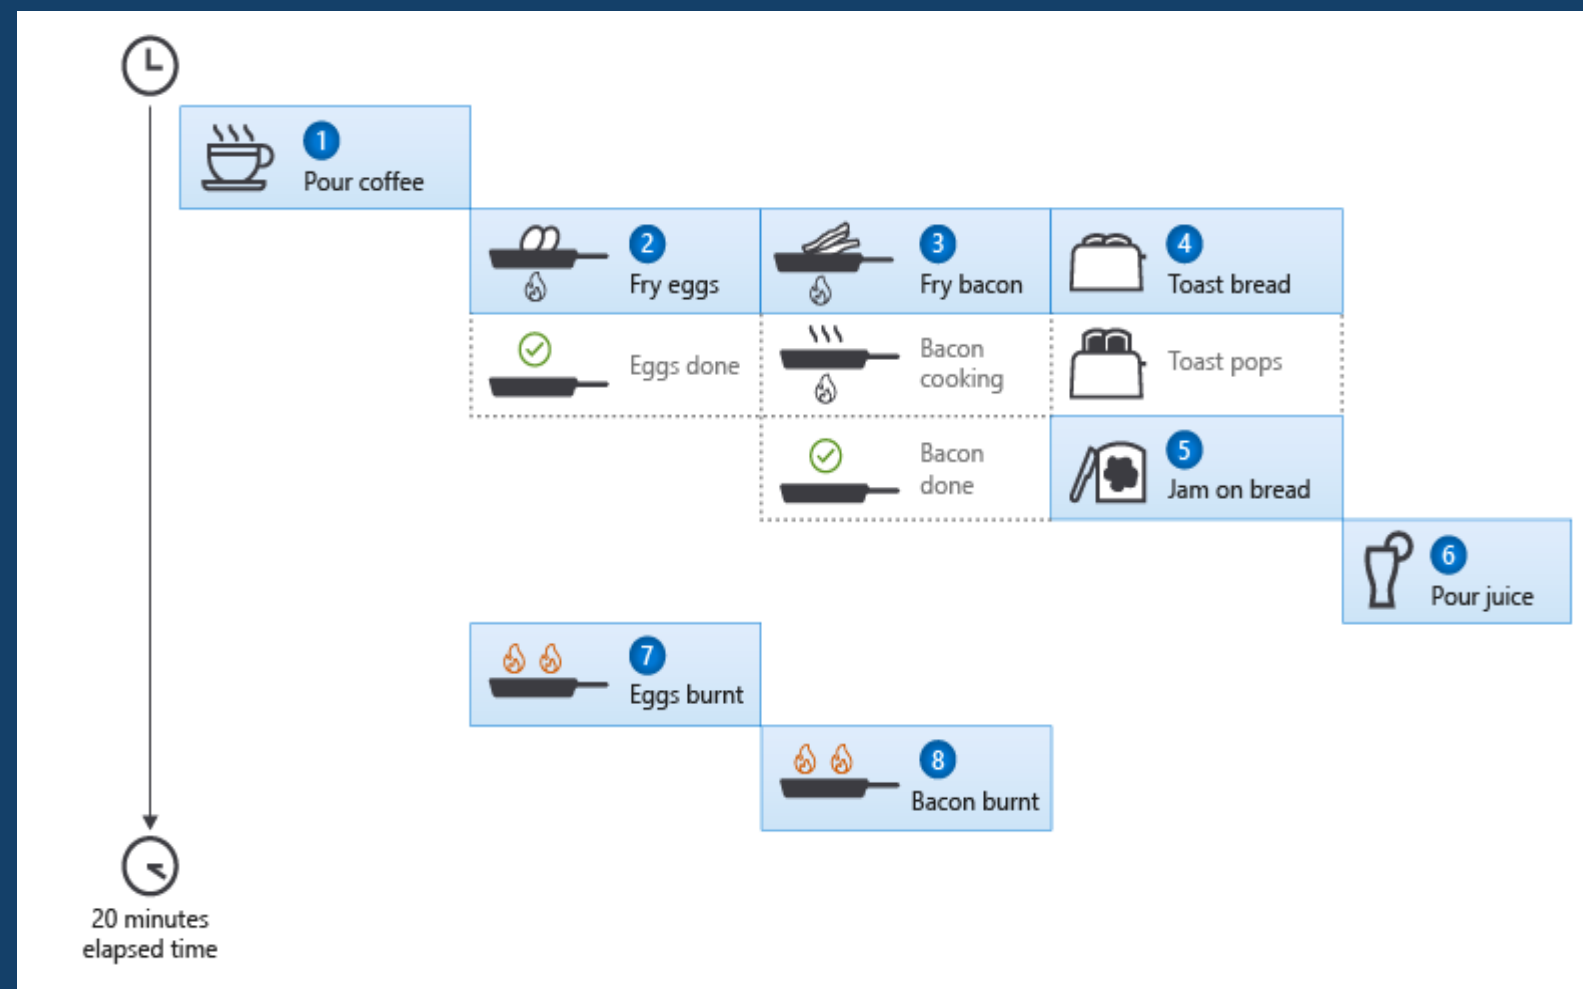 1
Pour coffee
2
Fry eggs
3
Fry bacon
4
Toast bread
Eggs done
Bacon
cooking
Toast pops
Bacon
done
5
Jam on bread
6
Pour juice
7
Eggs burnt
8
Bacon burnt
20 minutes
elapsed time